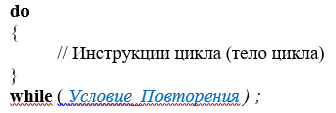 do
{
// Инструкции цикла (тело цикла)
}
while ( Условие_Повторения ) ;